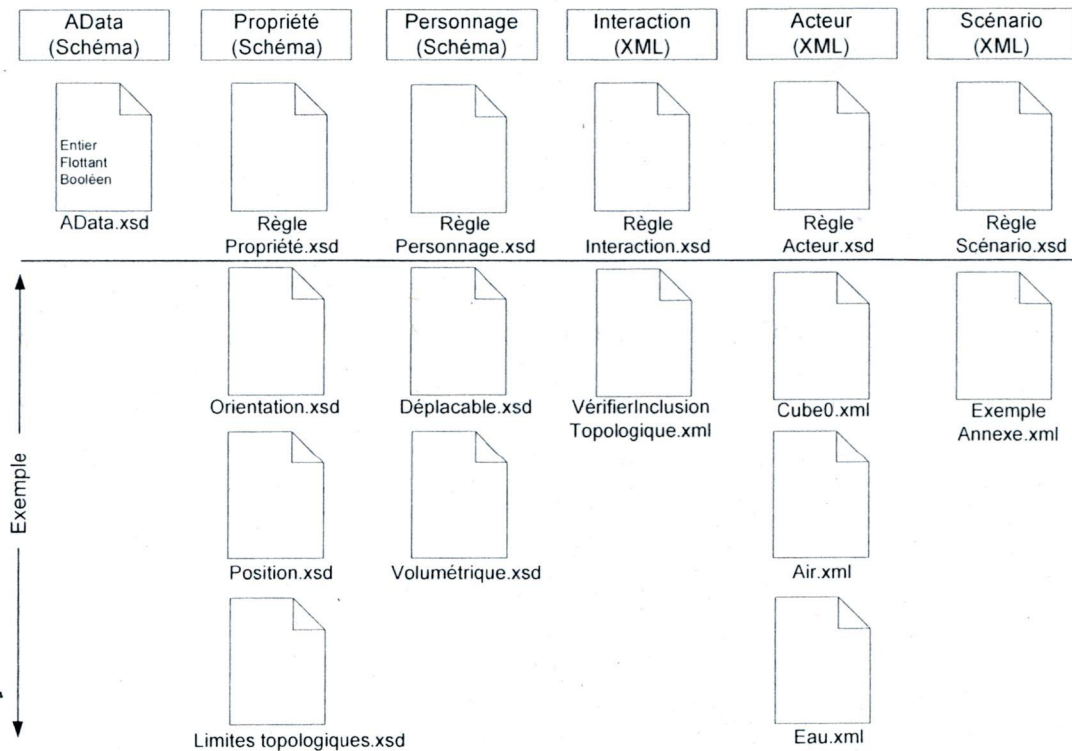 AData
(Schéma)
Propriété
(Schéma)
Personnage
(Schéma)
Interaction
(XML)
Acteur
(XML)
Scénario
(XML)
Entier
Flottant
Booléen
AData.xsd
Règle
Propriété.xsd
Règle
Personnage.xsd
Règle
Interaction.xsd
Règle
Acteur.xsd
Règle
Scénario.xsd
Exemple
Orientation.xsd
Déplacable.xsd
VérifierInclusion
Topologique.xml
Cube0.xml
Exemple
Annexe.xml
Position.xsd
Volumétrique.xsd
Air.xml
Limites topologiques.xsd
Eau.xml